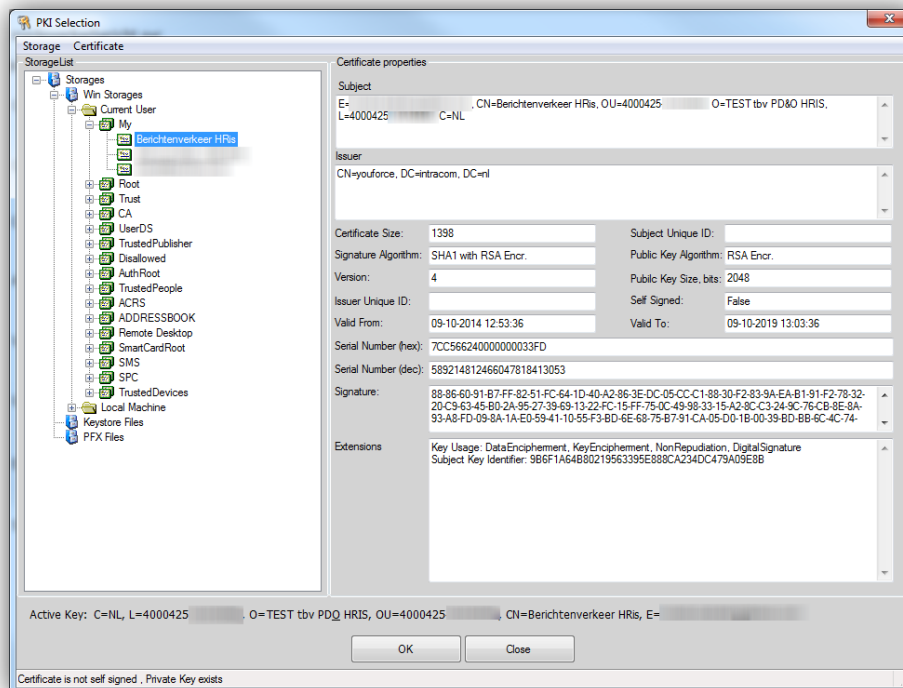 PKI Selection
Storage Certificate
StorageList
Storages
Win Storages
Current User
My
Berichtenverkeer HRis
Root
Trust
CA
UserDS
TrustedPublisher
Disallowed
AuthRoot
TrustedPeople
ACRS
ADDRESSBOOK
Remote Desktop
SmartCardRoot
SMS
SPC
TrustedDevices
Local Machine
Keystore Files
PFX Files
Certificate properties
Subject
E= , CN=Berichtenverkeer HRis, OU=4000425 O=TEST tbv PD&O HRIS,
L=4000425 C=NL
Issuer
CN=youforce, DC=intracom, DC=nl
Certificate Size: 1398 Subject Unique ID:
Signature Algorithm: SHA1 with RSA Encr. Public Key Algorithm: RSA Encr.
Version: 4 Public Key Size, bits: 2048
Issuer Unique ID: Self Signed: False
Valid From: 09-10-2014 12:53:36 Valid To: 09-10-2019 13:03:36
Serial Number (hex): 7CC566240000000033FD
Serial Number (dec): 589214812466047818413053
Signature: 88-86-60-91-B7-FF-82-51-FC-64-1D-40-A2-86-3E-DC-05-CC-C1-88-30-F2-83-9A-EA-B1-91-F2-78-32-
20-C9-63-45-B0-2A-95-27-39-69-13-22-FC-15-FF-75-0C-49-98-33-15-A2-8C-C3-24-9C-76-CB-8E-8A-
93-A8-FD-09-8A-1A-E0-59-41-10-55-F3-BD-6E-68-75-B7-91-CA-05-D0-1B-00-39-BD-BB-6C-4C-74-
Extensions Key Usage: DataEncipherment, KeyEncipherment, NonRepudiation, DigitalSignature
Subject Key Identifier: 9B6F1A64B80219563395E888CA234DC479A09E8B
Active Key: C=NL, L=4000425 , O=TEST tbv PDO HRIS, OU=4000425 , CN=Berichtenverkeer HRis, E=
OK Close
Certificate is not self signed , Private Key exists